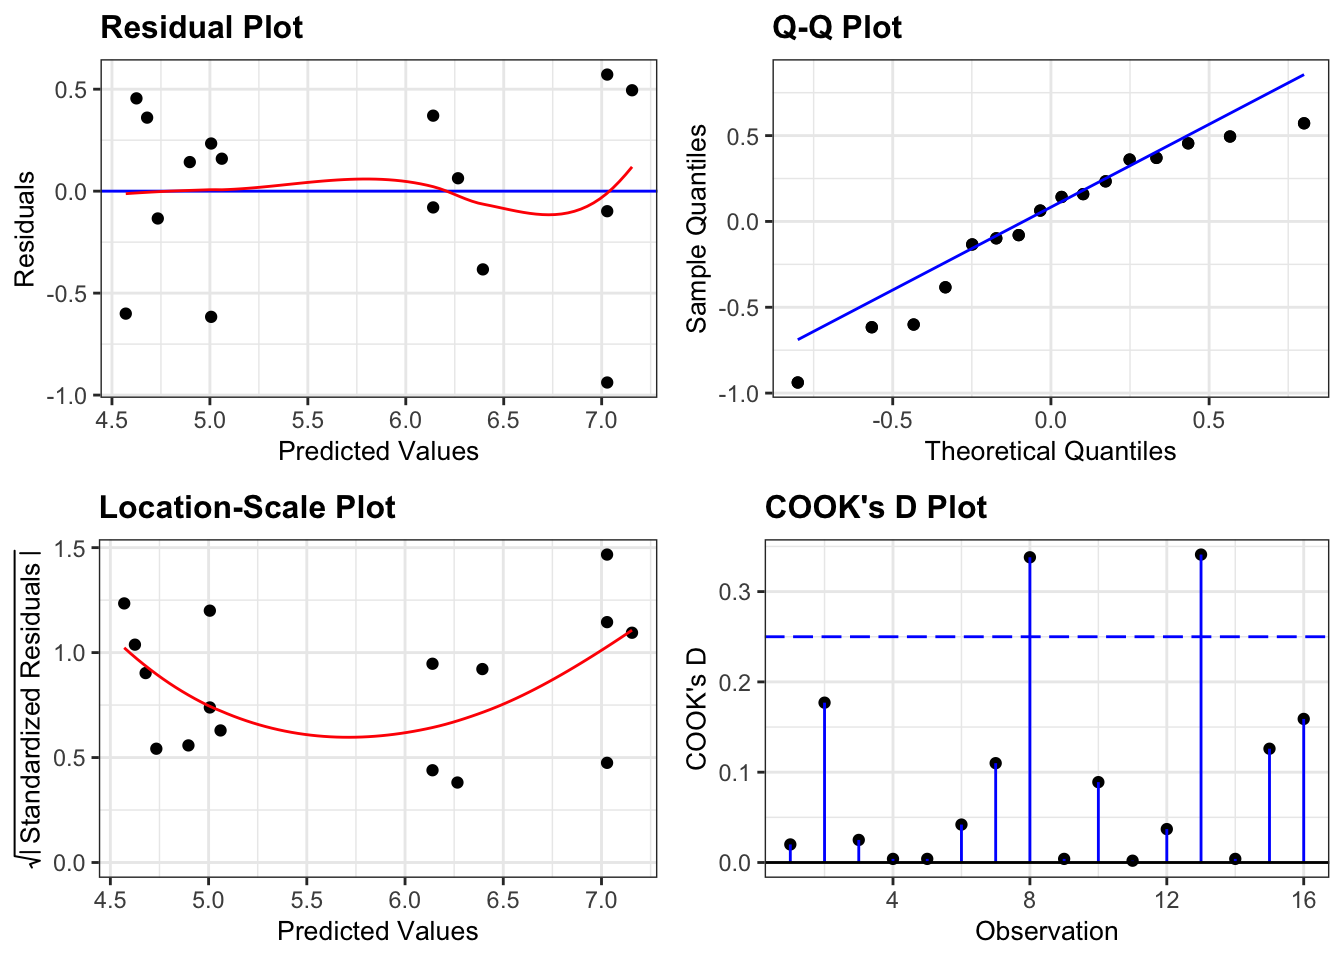 Residual Plot
0.5
0.0
-0.5
-1.0
Residuals
4.5 5.0 5.5 6.0 6.5 7.0
Predicted Values
Q-Q Plot
0.5
0.0
-0.5
-1.0
Sample Quantiles
-0.5 0.0 0.5
Theoretical Quantiles
Location-Scale Plot
1.5
1.0
0.5
0.0
√| Standardized Residuals |
4.5 5.0 5.5 6.0 6.5 7.0
Predicted Values
COOK's D Plot
0.3
0.2
0.1
0.0
COOK's D
4 8 12 16
Observation